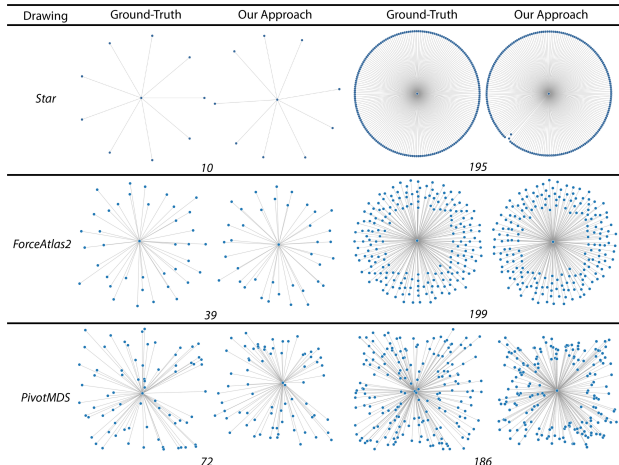 Drawing Ground-Truth Our Approach Ground-Truth Our Approach
Star
10 195
ForceAtlas2
39 199
PivotMDS
72 186